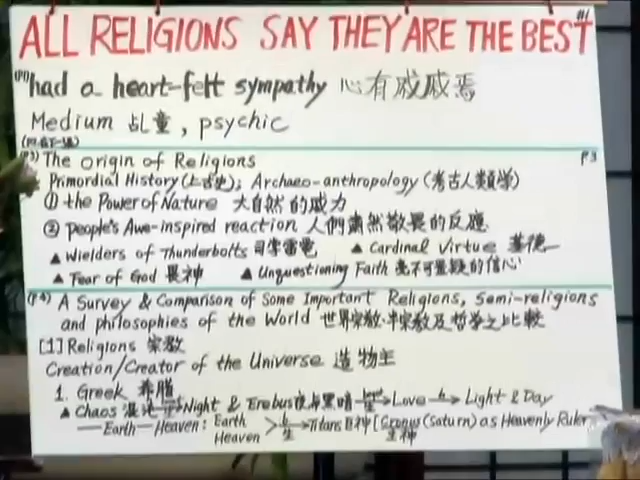 ALL RELIGIONS SAY THEY ARE THE BEST #1
(P1) had a heart-felt sympathy 心有戚戚焉
Medium 乩童, psychic
(P3) The origin of Religions P3
Primordial History (上古史); Archaeo-anthropology (考古人類學)
① the Power of Nature 大自然的威力
② people's Awe-inspired reaction 人們肅然敬畏的反應
▲ Wielders of Thunderbolts 司掌雷電 ▲ Cardinal Virtue 基德
▲ Fear of God 畏神 ▲ Unquestioning Faith 毫不可置疑的信心
(P4) A Survey & Comparison of Some Important Religions, Semi-religions
and philosophies of the World 世界宗教、半宗教及哲學之比較
[1] Religions 宗教
Creation/Creator of the Universe 造物主
1. Greek 希臘
▲ Chaos 混沌 → Night & Erebus 夜與黑暗 → Love → Light & Day
— Earth — Heaven: Earth
Heaven > 生 → Titans 巨神 [Cronus (Saturn) as Heavenly Ruler